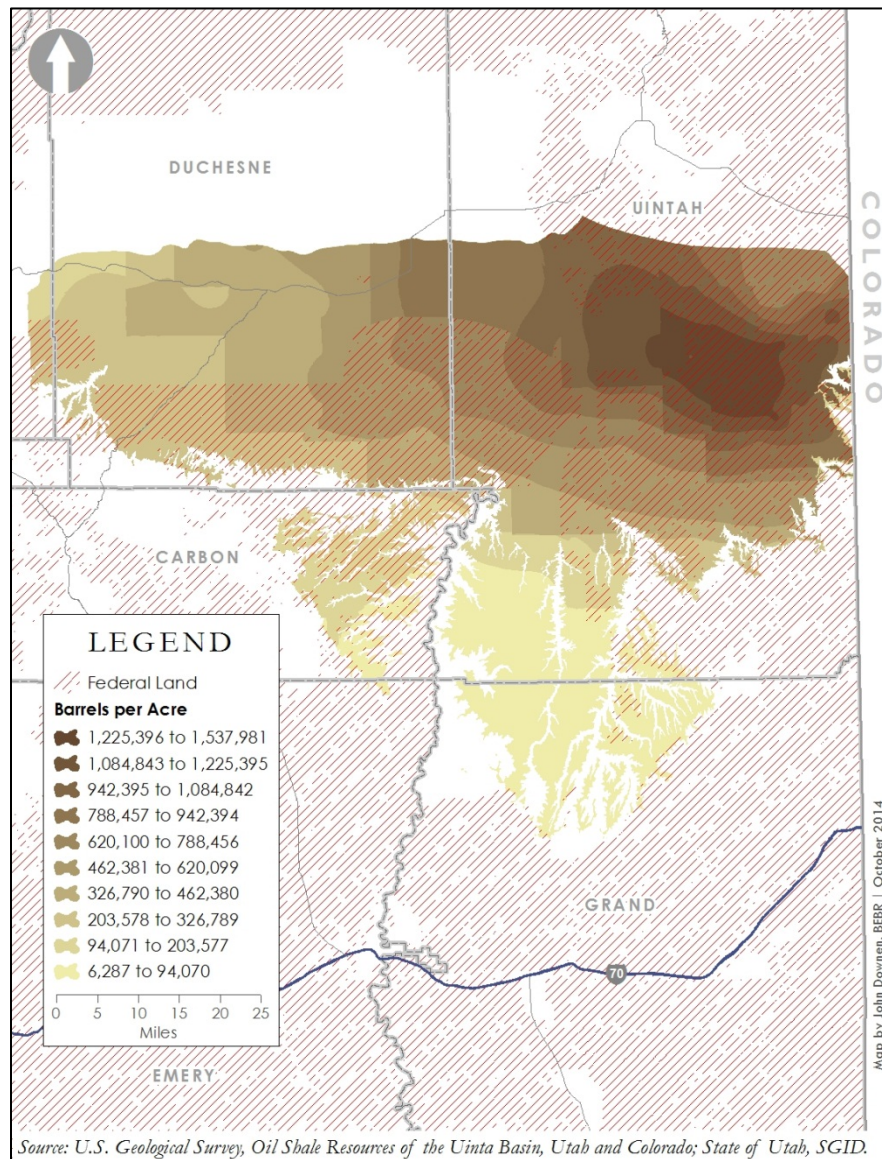 DUCHESNE
UINTAH
COLORADO
CARBON
LEGEND
Federal Land
Barrels per Acre
1,225,396 to 1,537,981
1,084,843 to 1,225,395
942,395 to 1,084,842
788,457 to 942,394
620,100 to 788,456
462,381 to 620,099
326,790 to 462,380
203,578 to 326,789
94,071 to 203,577
6,287 to 94,070
0 5 10 15 20 25
Miles
GRAND
70
EMERY
Map by John Downen, BEBR | October 2014
Source: U.S. Geological Survey, Oil Shale Resources of the Uinta Basin, Utah and Colorado; State of Utah, SGID.